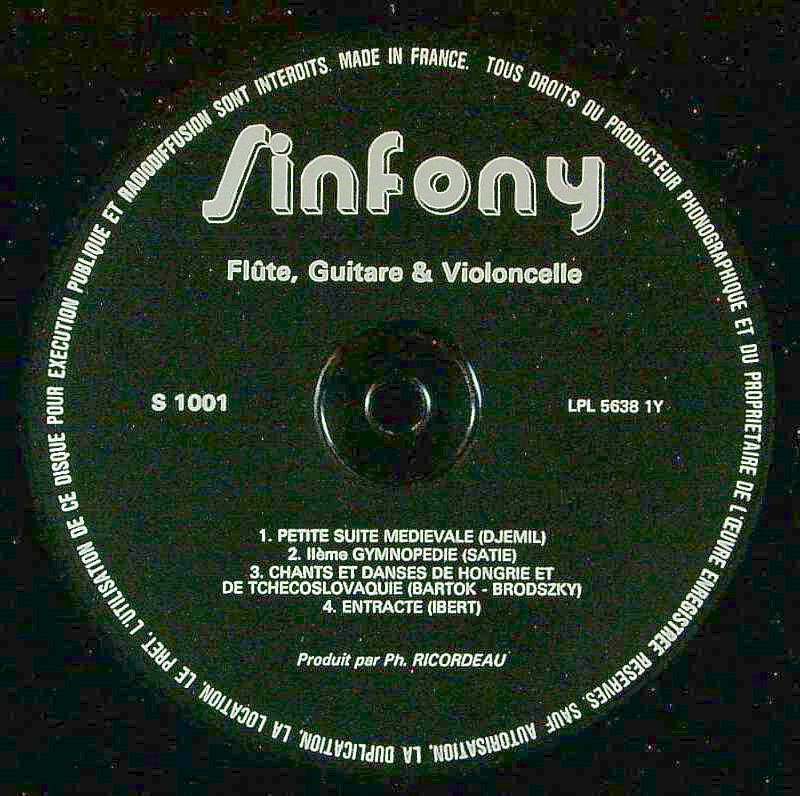 TOUS DROITS DU PRODUCTEUR PHONOGRAPHIQUE ET DU PROPRIETAIRE DE L'ŒUVRE ENREGISTREE RESERVES. SAUF AUTORISATION, LA DUPLICATION, LA LOCATION, LE PRET, L'UTILISATION DE CE DISQUE POUR EXECUTION PUBLIQUE ET RADIODIFFUSION SONT INTERDITS. MADE IN FRANCE.
Sinfony
Flûte, Guitare & Violoncelle
S 1001
LPL 5638 1Y
1. PETITE SUITE MEDIEVALE (DJEMIL)
2. IIème GYMNOPEDIE (SATIE)
3. CHANTS ET DANSES DE HONGRIE ET
DE TCHECOSLOVAQUIE (BARTOK - BRODSZKY)
4. ENTRACTE (IBERT)
Produit par Ph. RICORDEAU